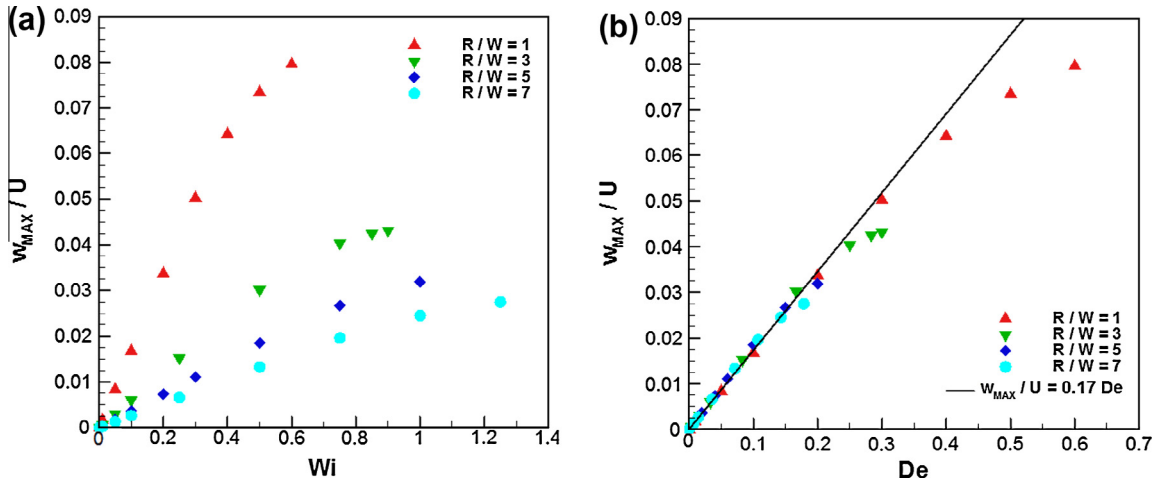 (a)
0.09
0.08
0.07
0.06
0.05
0.04
0.03
0.02
0.01
0
w_MAX / U
R / W = 1
R / W = 3
R / W = 5
R / W = 7
0 0.2 0.4 0.6 0.8 1 1.2 1.4
Wi
(b)
0.09
0.08
0.07
0.06
0.05
0.04
0.03
0.02
0.01
0
w_MAX / U
R / W = 1
R / W = 3
R / W = 5
R / W = 7
w_MAX / U = 0.17 De
0 0.1 0.2 0.3 0.4 0.5 0.6 0.7
De